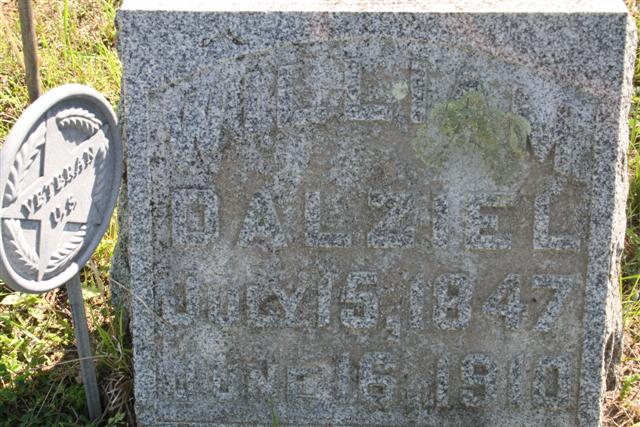 WILLIAM
DALZIEL
JULY 15, 1847
JUNE 16, 1910
VETERAN
U.S.